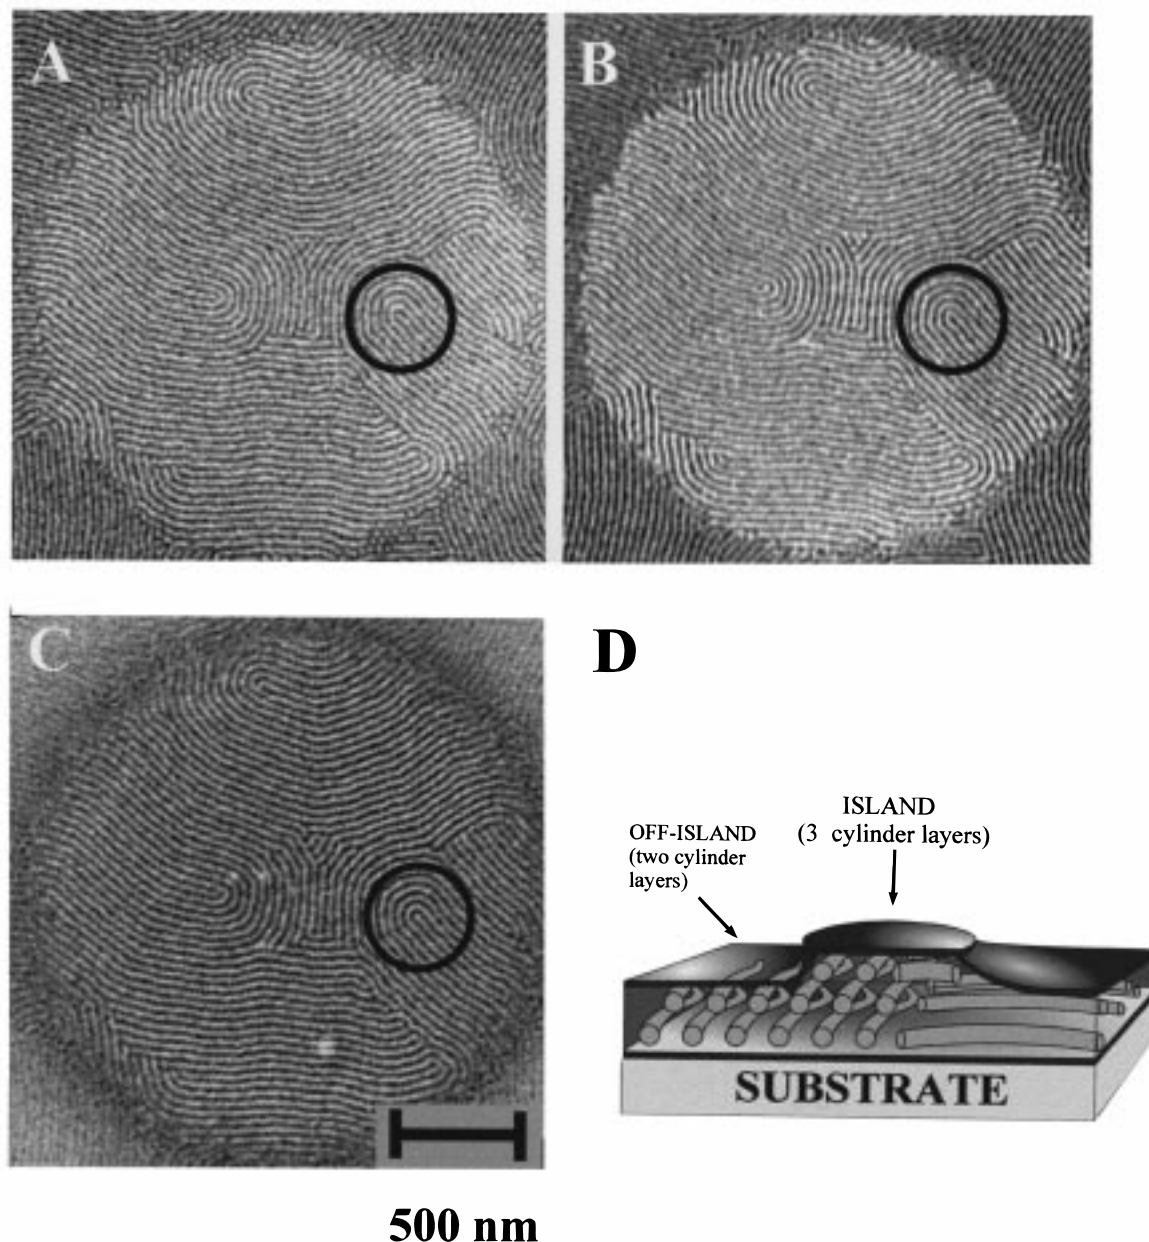 A
B
C
D
ISLAND
(3 cylinder layers)
OFF-ISLAND
(two cylinder
layers)
SUBSTRATE
500 nm